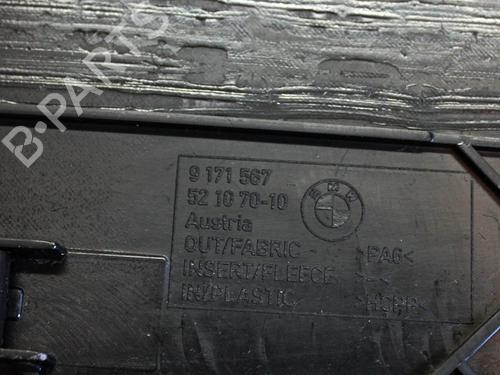 B-PARTS
9 171 567
BMW
52 10 70-10
Austria
OUT/FABRIC >PA6<
INSERT/FLEECE >-<
IN/PLASTIC